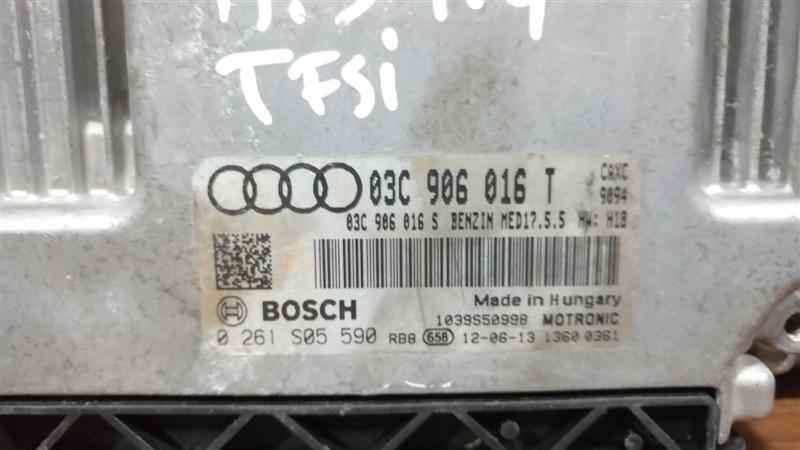 TFSi
03C 906 016 T
CAXC
9094
03C 906 016 S BENZIN MED17.5.5 HW: H18
BOSCH
Made in Hungary
1039S50998 MOTRONIC
0 261 S05 590 RBB 658 12-06-13 1360 0361